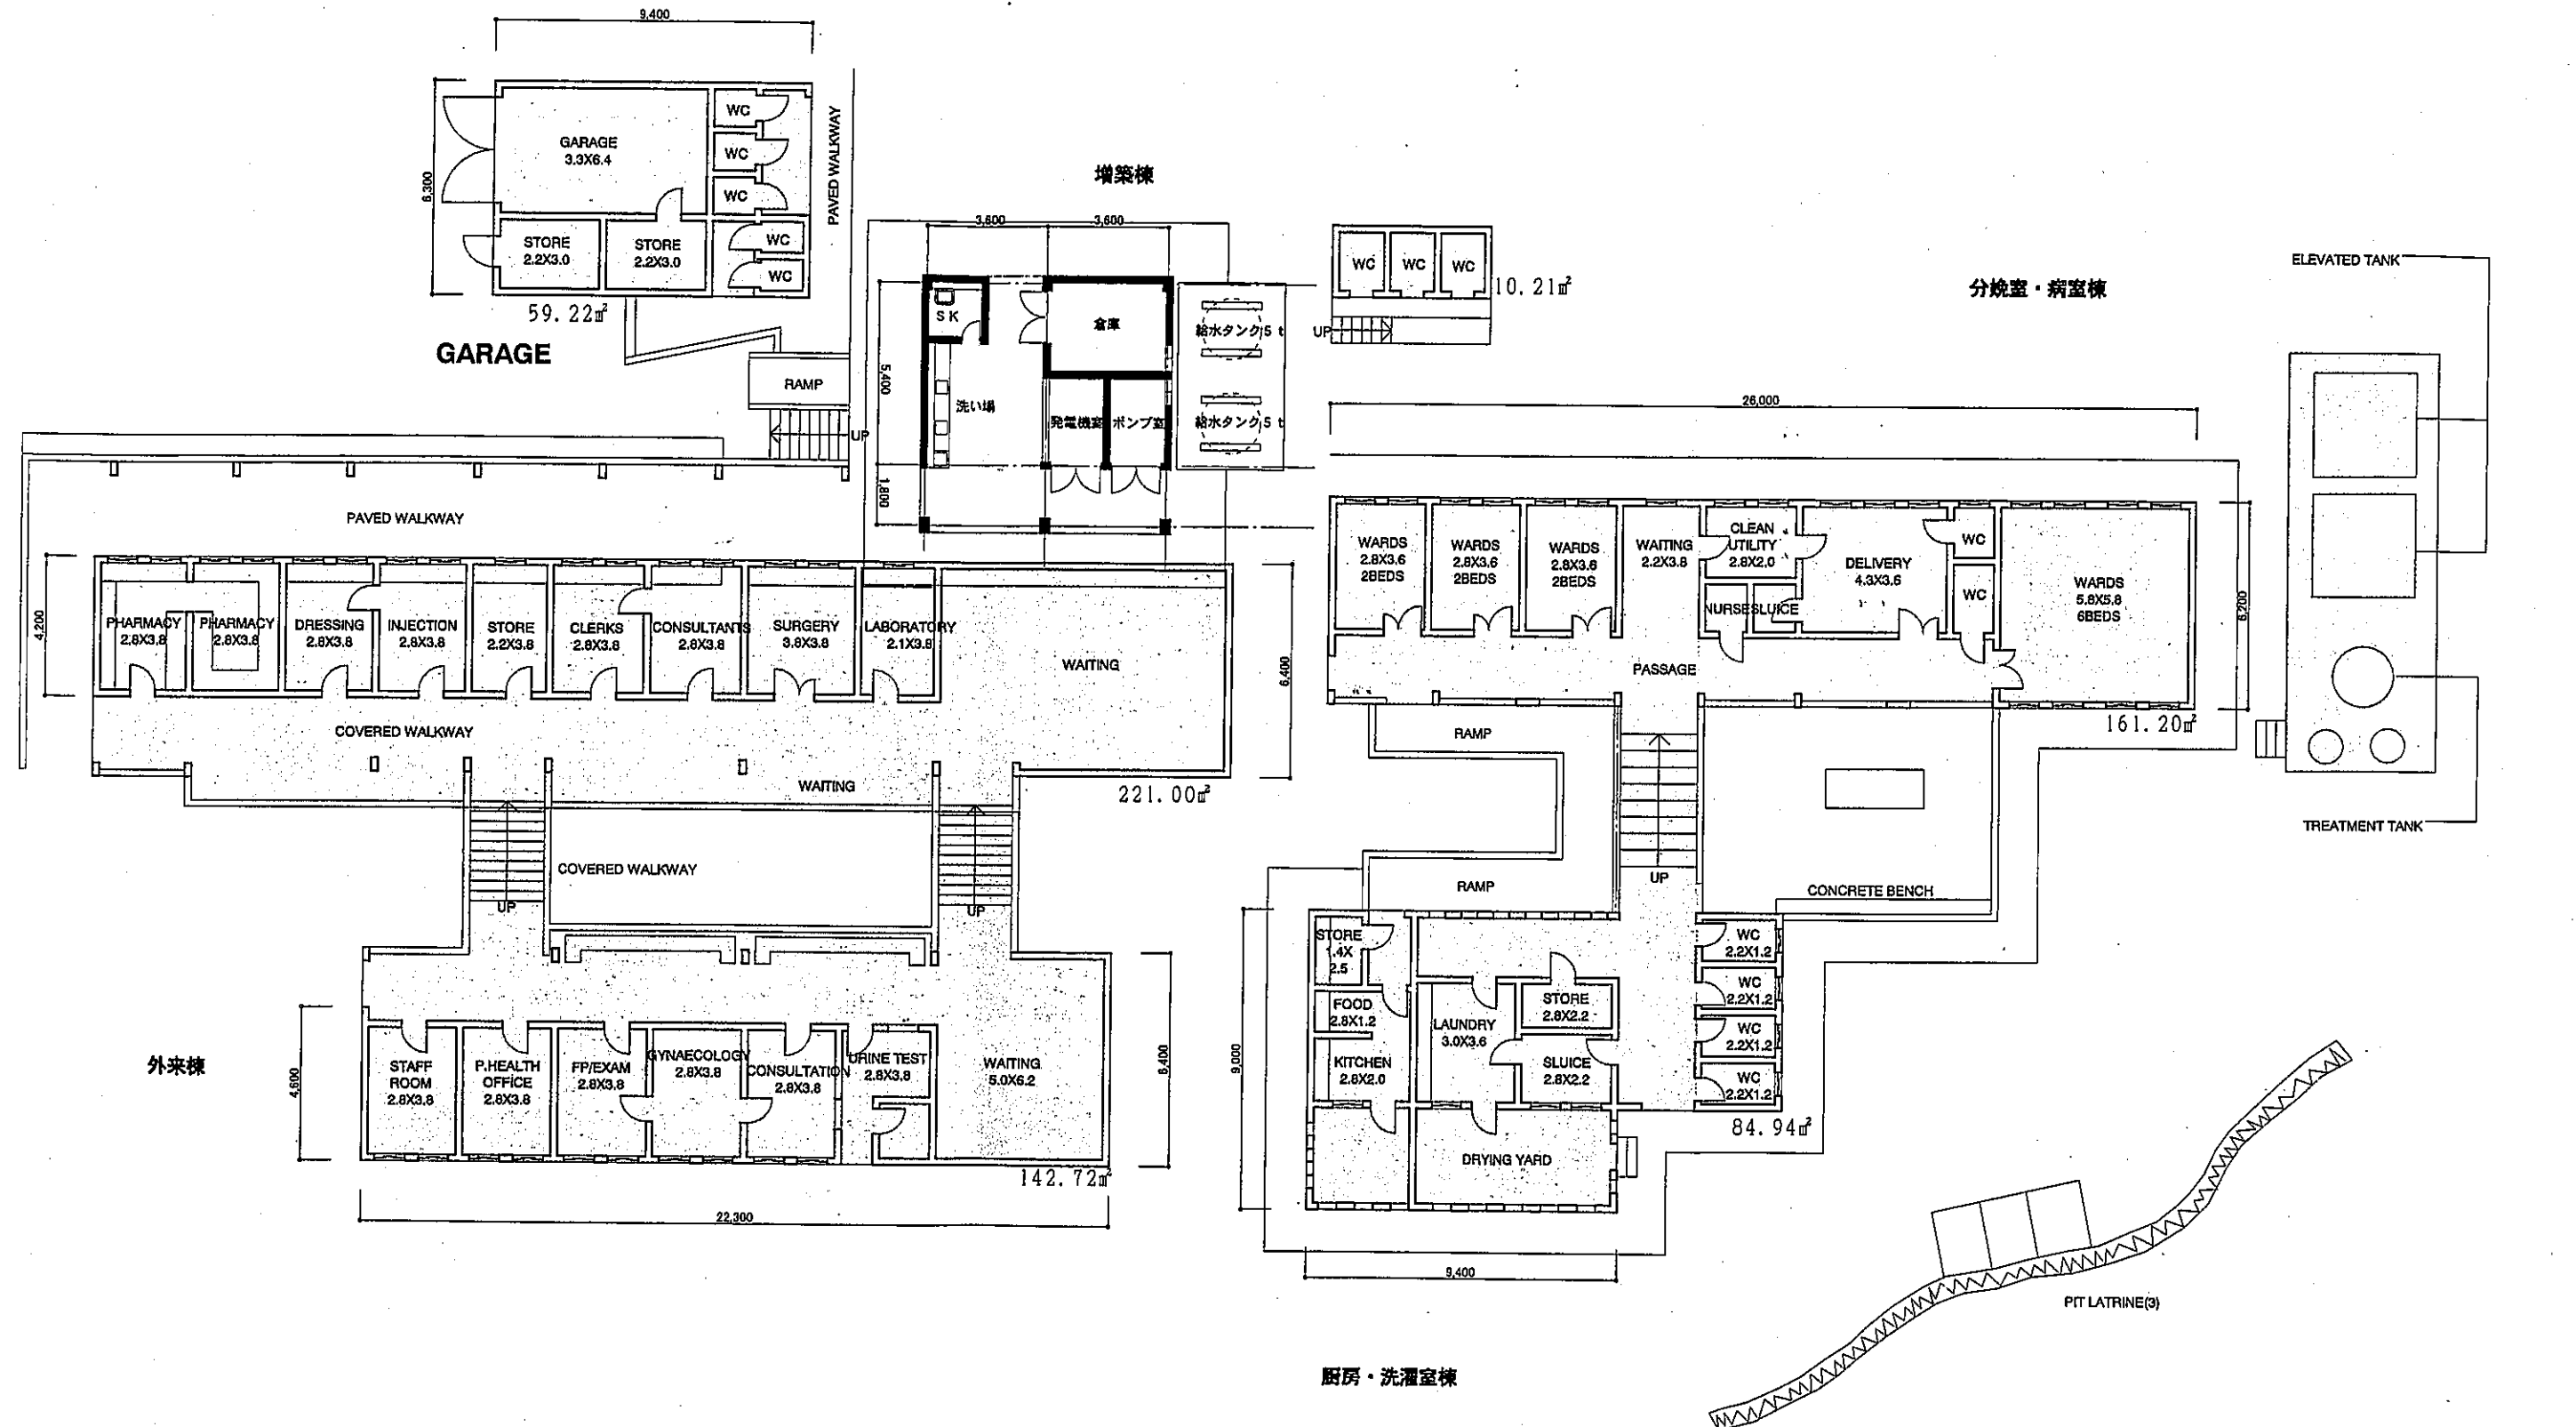 9,400
6,300
GARAGE
3.3X6.4
WC
WC
WC
WC
WC
STORE
2.2X3.0
STORE
2.2X3.0
59.22㎡
GARAGE
PAVED WALKWAY
RAMP
UP
増築棟
3,600
3,600
5,400
1,800
SK
倉庫
洗い場
発電機室
ポンプ室
給水タンク5t
給水タンク5t
WC
WC
WC
10.21㎡
UP
分娩室・病室棟
ELEVATED TANK
TREATMENT TANK
26,000
6,200
WARDS
2.8X3.6
2BEDS
WARDS
2.8X3.6
2BEDS
WARDS
2.8X3.6
2BEDS
WAITING
2.2X3.8
CLEAN
UTILITY
2.8X2.0
NURSE
SLUICE
DELIVERY
4.3X3.6
WC
WC
WARDS
5.8X5.8
6BEDS
PASSAGE
161.20㎡
RAMP
RAMP
UP
CONCRETE BENCH
PAVED WALKWAY
4,200
PHARMACY
2.8X3.8
PHARMACY
2.8X3.8
DRESSING
2.8X3.8
INJECTION
2.8X3.8
STORE
2.2X3.8
CLERKS
2.8X3.8
CONSULTANTS
2.8X3.8
SURGERY
3.8X3.8
LABORATORY
2.1X3.8
WAITING
6,400
COVERED WALKWAY
WAITING
221.00㎡
COVERED WALKWAY
UP
UP
外来棟
4,600
STAFF
ROOM
2.8X3.8
P.HEALTH
OFFICE
2.8X3.8
FP/EXAM
2.8X3.8
GYNAECOLOGY
2.8X3.8
CONSULTATION
2.8X3.8
URINE TEST
2.8X3.8
WAITING
5.0X6.2
6,400
142.72㎡
22,300
9,000
STORE
1.4X
2.5
FOOD
2.8X1.2
KITCHEN
2.8X2.0
LAUNDRY
3.0X3.6
STORE
2.8X2.2
SLUICE
2.8X2.2
WC
2.2X1.2
WC
2.2X1.2
WC
2.2X1.2
WC
2.2X1.2
84.94㎡
DRYING YARD
9,400
厨房・洗濯室棟
PIT LATRINE(3)